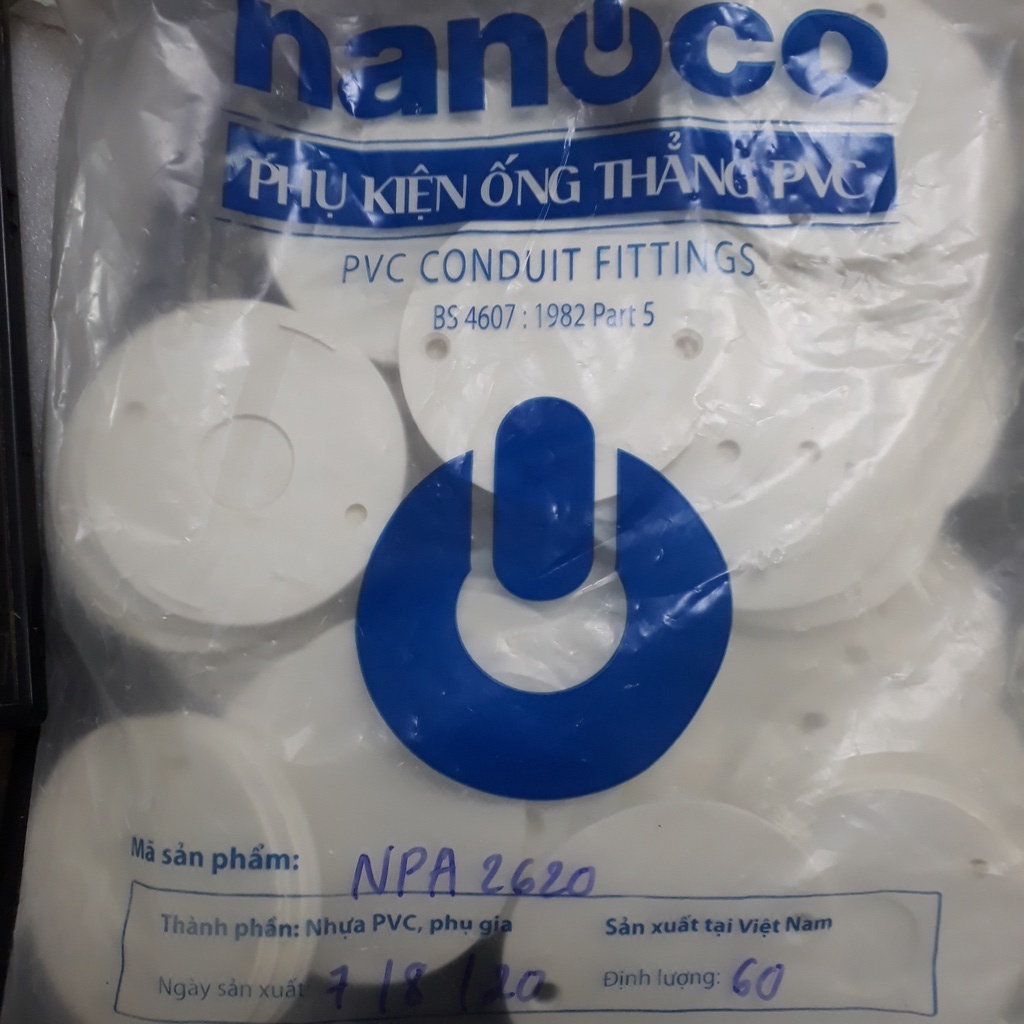 nanoco
PHỤ KIỆN ỐNG THẲNG PVC
PVC CONDUIT FITTINGS
BS 4607 : 1982 Part 5
Mã sản phẩm: NPA 2620
Thành phần: Nhựa PVC, phụ gia Sản xuất tại Việt Nam
Ngày sản xuất 7/8/20 Định lượng: 60